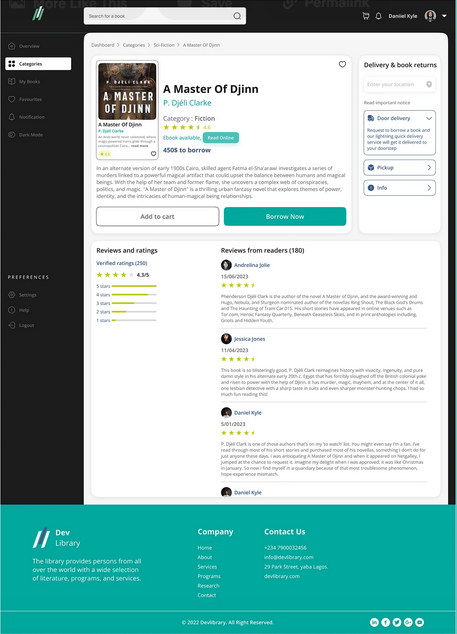 More Like This
Save
Permalink
Search for a book
Daniiel Kyle
Overview
Categories
My Books
Favourites
Notification
Dark Mode
PREFERENCES
Settings
Help
Logout
Dashboard > Categories > Sci-Fiction > A Master Of Djinn
P. DJÈLÍ CLARK
A MASTER OF DJINN
A Master Of Djinn
P. Djéli Clarke
read more
A Master Of Djinn
P. Djéli Clarke
Category : Fiction
4.6
Ebook available. Read Online
450$ to borrow
In an alternate version of early 1900s Cairo, skilled agent Fatma el-Sha'arawi investigates a series of
murders linked to a powerful magical artifact that could upset the balance between humans and magical
beings. With the help of her team and former flame, she uncovers a complex web of conspiracies,
politics, and magic. "A Master of Djinn" is a thrilling urban fantasy novel that explores themes of power,
identity, and the intricacies of human-magical being relationships.
Add to cart
Borrow Now
Delivery & book returns
Enter your location
Read important notice
Door delivery
Request to borrow a book and
our lightning quick delivery
service will get it delivered to
your doorstep
Pickup
Info
Reviews and ratings
Verified ratings (250)
4.3/5
5 stars
4 stars
3 stars
2 stars
1 stars
Reviews from readers (180)
Andrelina Jolie
15/06/2023
Phenderson Djéli Clark is the author of the novel A Master of Djinn, and the award-winning and
Hugo, Nebula, and Sturgeon nominated author of the novellas Ring Shout, The Black God's Drums
and The Haunting of Tram Car 015. His short stories have appeared in online venues such as
Tor.com, Heroic Fantasy Quarterly, Beneath Ceaseless Skies, and in print anthologies including,
Griots and Hidden Youth.
Jessica Jones
11/04/2023
This book is so blisteringly good. P. Djéli Clark reimagines history with vivacity, ingenuity, and pure
damn style in his alternate early 20th c. Egypt that has forcibly sloughed off the British colonial yoke
and risen to power with the help of Djinn. It has murder, magic, mayhem, and at the center of it all,
one lesbian detective with a sharp taste in suits and even sharper monster-hunting chops. I had so
much fun reading this!
Daniel Kyle
5/01/2023
P. Djéli Clark is one of those authors that's on my 'to watch' list. You might even say I'm a fan. I've
read through most of his short stories and purchased most of his novellas, something I don't do for
just anyone these days. I was anticipating A Master Of Djinn and when it appeared on Netgalley, I
jumped at the chance to request it. Imagine my delight when I was approved; it was like Christmas
in January. So now I find myself in a quandary because of that most troublesome phenomenon,
hope-experience mismatch.
Daniel Kyle
Dev
Library
The library provides persons from all
over the world with a wide selection
of literature, programs, and services.
Company
Home
About
Services
Programs
Research
Contact
Contact Us
+234 7900032456
info@devlibrary.com
29 Park Street, yaba Lagos.
devlibrary.com
© 2022 Devlibrary. All Right Reserved.